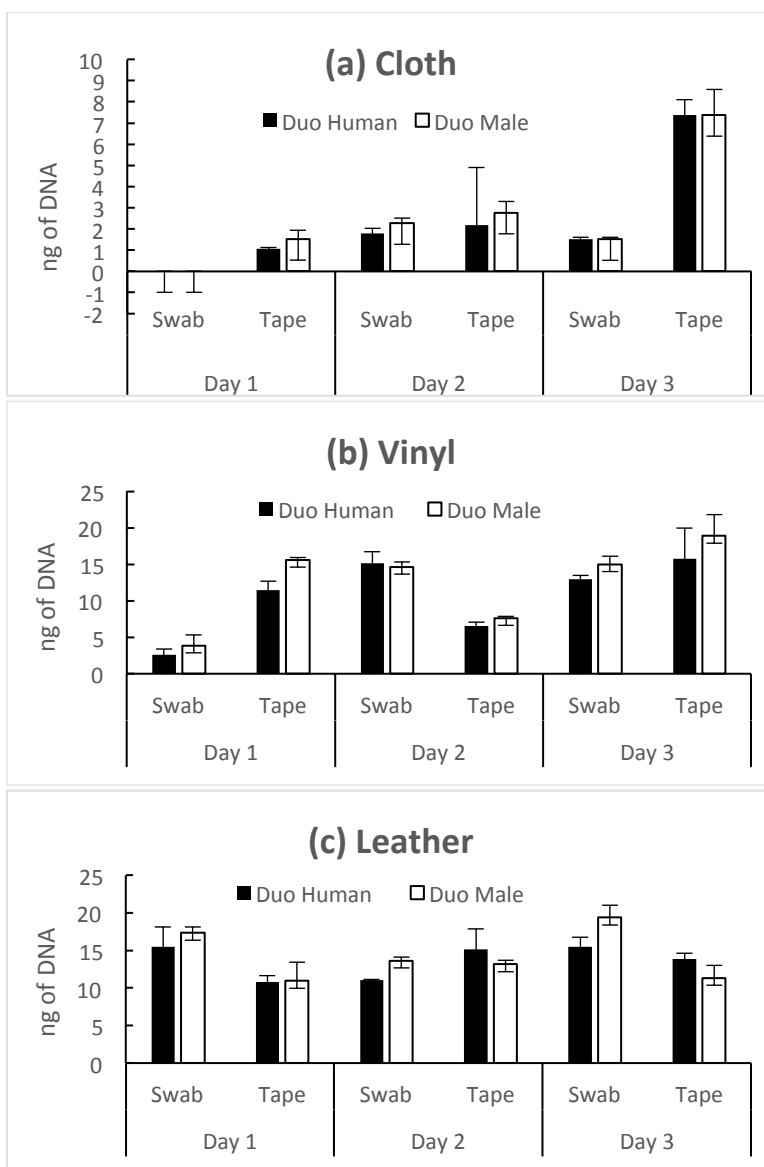 (a) Cloth
Duo Human Duo Male
ng of DNA
10
9
8
7
6
5
4
3
2
1
0
-1
-2
Swab Tape Swab Tape Swab Tape
Day 1 Day 2 Day 3
(b) Vinyl
Duo Human Duo Male
ng of DNA
25
20
15
10
5
0
Swab Tape Swab Tape Swab Tape
Day 1 Day 2 Day 3
(c) Leather
Duo Human Duo Male
ng of DNA
25
20
15
10
5
0
Swab Tape Swab Tape Swab Tape
Day 1 Day 2 Day 3